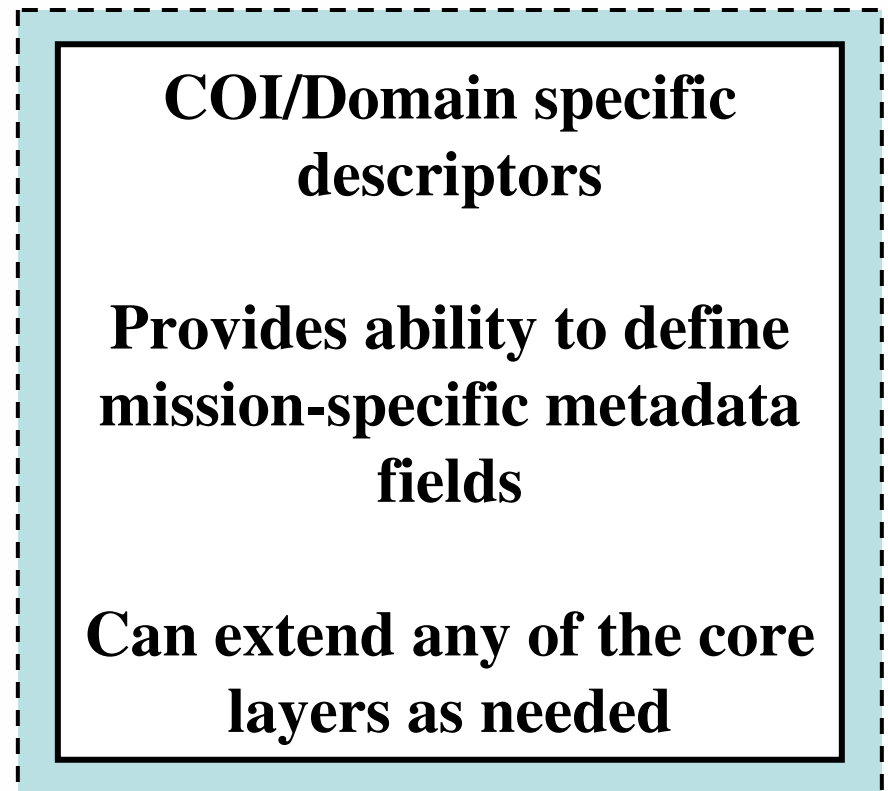 COI/Domain specific
descriptors
Provides ability to define
mission-specific metadata
fields
Can extend any of the core
layers as needed